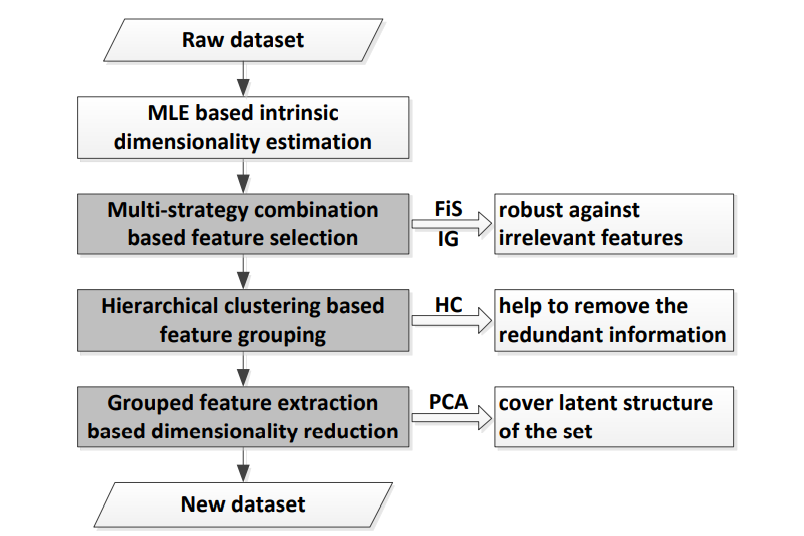 Raw dataset
MLE based intrinsic
dimensionality estimation
Multi-strategy combination
based feature selection
FiS
IG
robust against
irrelevant features
Hierarchical clustering based
feature grouping
HC
help to remove the
redundant information
Grouped feature extraction
based dimensionality reduction
PCA
cover latent structure
of the set
New dataset